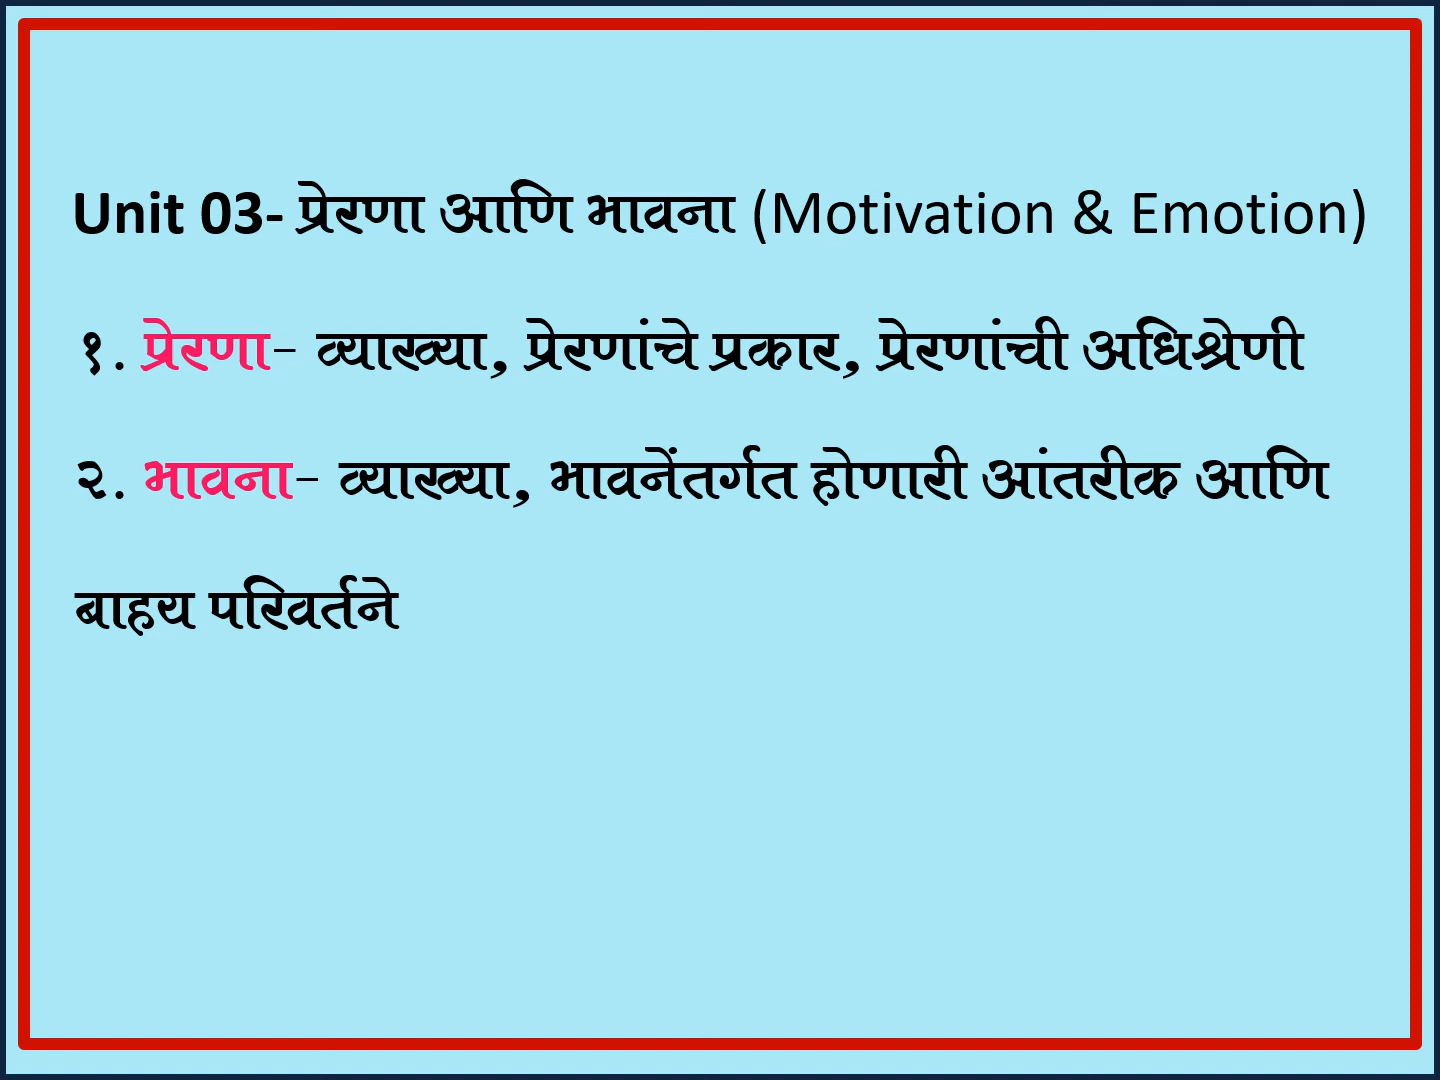 Unit 03- प्रेरणा आणि भावना (Motivation & Emotion)
१. प्रेरणा- व्याख्या, प्रेरणांचे प्रकार, प्रेरणांची अधिश्रेणी
२. भावना- व्याख्या, भावनेंतर्गत होणारी आंतरीक आणि
बाहय परिवर्तने